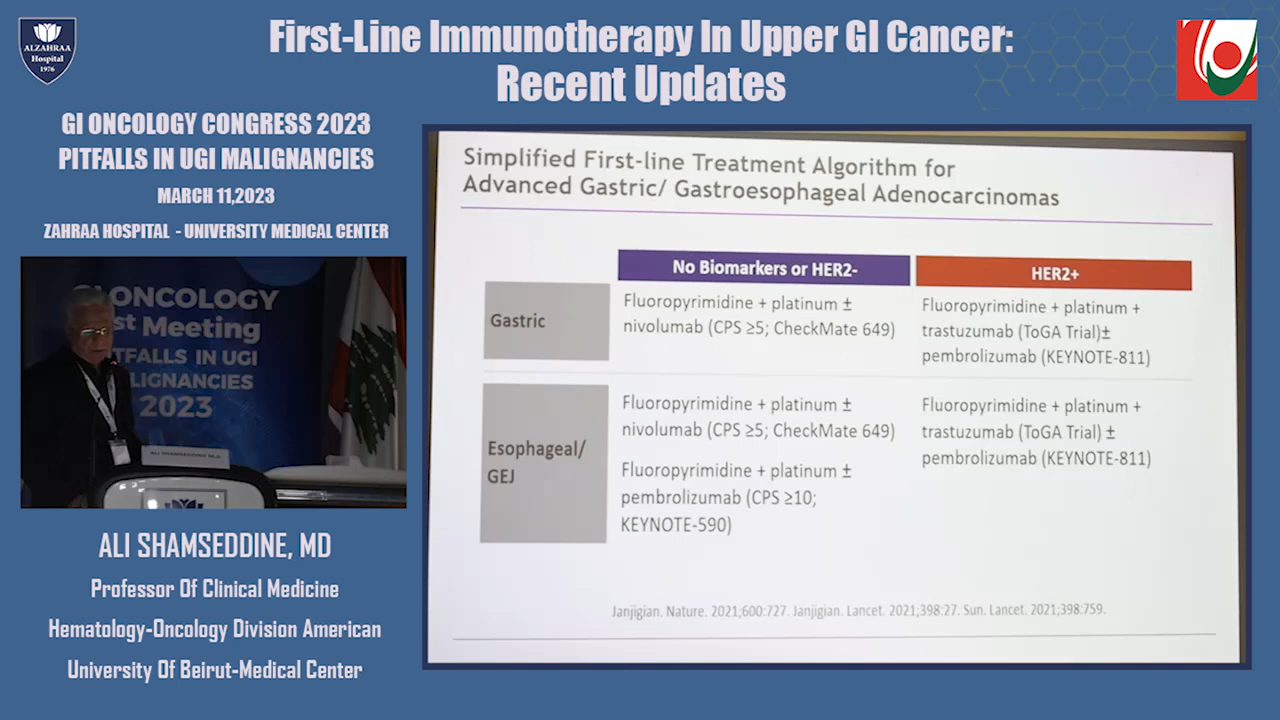 ALZAHRAA
Hospital
1976
First-Line Immunotherapy In Upper GI Cancer:
Recent Updates
GI ONCOLOGY CONGRESS 2023
PITFALLS IN UGI MALIGNANCIES
MARCH 11,2023
ZAHRAA HOSPITAL - UNIVERSITY MEDICAL CENTER
ONCOLOGY
st Meeting
TFALLS IN UGI
LIGNANCIES
2023
ALI SHAMSEDDINE, M.D
ALI SHAMSEDDINE, MD
Professor Of Clinical Medicine
Hematology-Oncology Division American
University Of Beirut-Medical Center
Simplified First-line Treatment Algorithm for
Advanced Gastric/ Gastroesophageal Adenocarcinomas
No Biomarkers or HER2-
HER2+
Gastric
Fluoropyrimidine + platinum ±
nivolumab (CPS ≥5; CheckMate 649)
Fluoropyrimidine + platinum +
trastuzumab (ToGA Trial)±
pembrolizumab (KEYNOTE-811)
Esophageal/
GEJ
Fluoropyrimidine + platinum ±
nivolumab (CPS ≥5; CheckMate 649)
Fluoropyrimidine + platinum ±
pembrolizumab (CPS ≥10;
KEYNOTE-590)
Fluoropyrimidine + platinum +
trastuzumab (ToGA Trial) ±
pembrolizumab (KEYNOTE-811)
Janjigian. Nature. 2021;600:727. Janjigian. Lancet. 2021;398:27. Sun. Lancet. 2021;398:759.